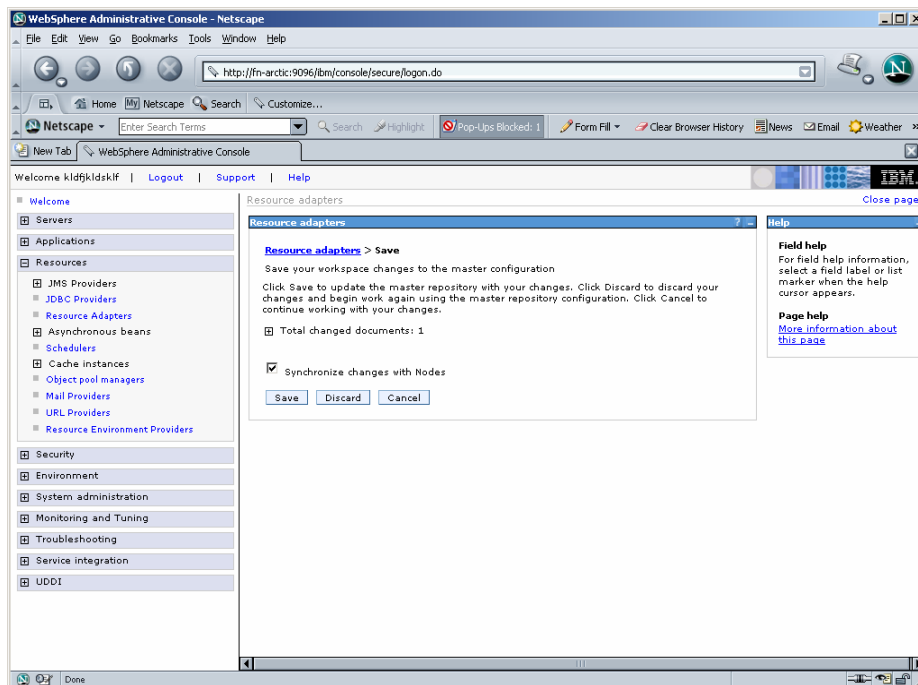 WebSphere Administrative Console - Netscape
File Edit View Go Bookmarks Tools Window Help
http://fn-arctic:9096/ibm/console/secure/logon.do
N
Home My Netscape Search Customize...
Netscape Enter Search Terms Search Highlight Pop-Ups Blocked: 1 Form Fill Clear Browser History News Email Weather »
New Tab WebSphere Administrative Console
Welcome kldfjkldsklf | Logout | Support | Help IBM.
Welcome
Servers
Applications
Resources
JMS Providers
JDBC Providers
Resource Adapters
Asynchronous beans
Schedulers
Cache instances
Object pool managers
Mail Providers
URL Providers
Resource Environment Providers
Security
Environment
System administration
Monitoring and Tuning
Troubleshooting
Service integration
UDDI
Resource adapters Close page
Resource adapters ? –
Resource adapters > Save
Save your workspace changes to the master configuration
Click Save to update the master repository with your changes. Click Discard to discard your
changes and begin work again using the master repository configuration. Click Cancel to
continue working with your changes.
Total changed documents: 1
Synchronize changes with Nodes
Save Discard Cancel
Help
Field help
For field help information,
select a field label or list
marker when the help
cursor appears.
Page help
More information about
this page
Done